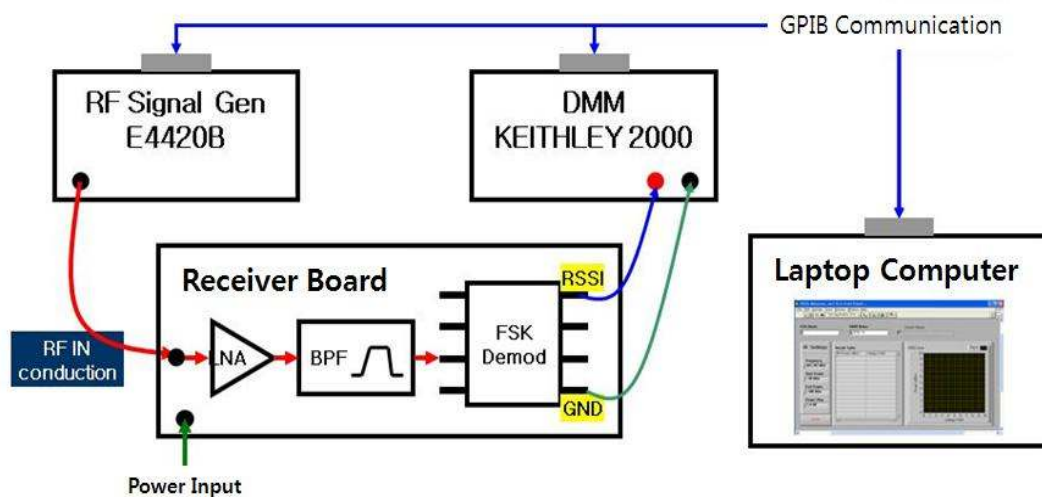 GPIB Communication
RF Signal Gen
E4420B
DMM
KEITHLEY 2000
Receiver Board
RSSI
Laptop Computer
RF IN
conduction
LNA
BPF
FSK
Demod
GND
Power Input